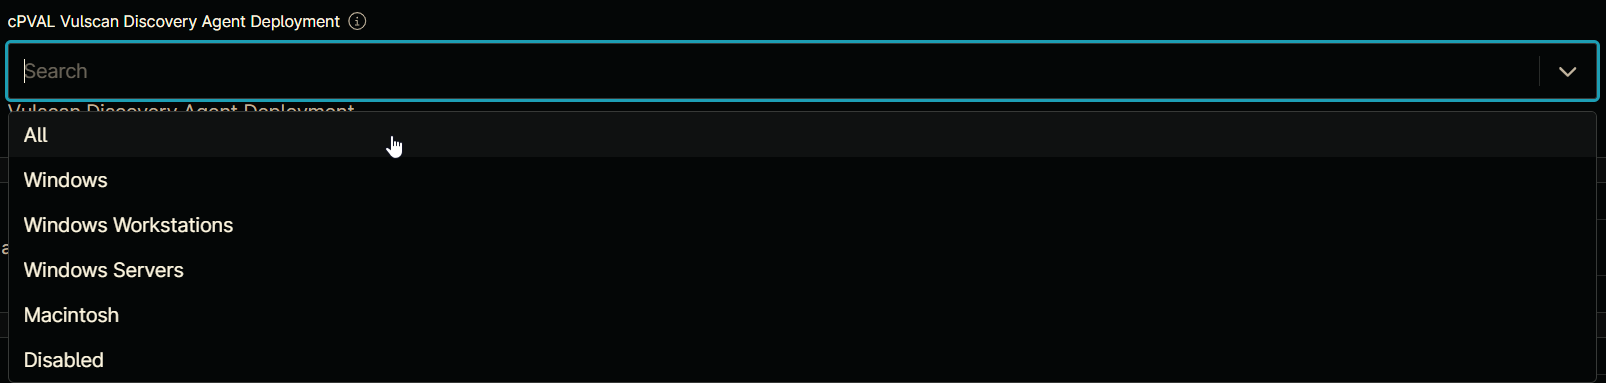 cPVAL Vulscan Discovery Agent Deployment
Search
Vulscan Discovery Agent Deployment
All
Windows
Windows Workstations
a
Windows Servers
Macintosh
Disabled